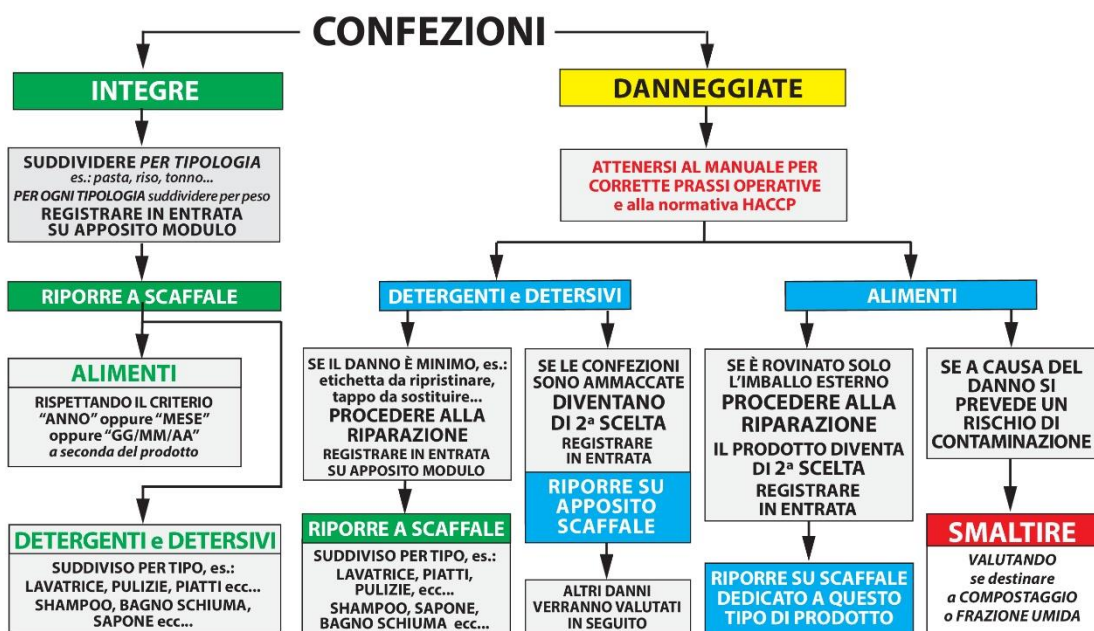 CONFEZIONI
INTEGRE
SUDDIVIDERE PER TIPOLOGIA
es.: pasta, riso, tonno...
PER OGNI TIPOLOGIA suddividere per peso
REGISTRARE IN ENTRATA
SU APPOSITO MODULO
RIPORRE A SCAFFALE
ALIMENTI
RISPETTANDO IL CRITERIO
“ANNO” oppure “MESE”
oppure “GG/MM/AA”
a seconda del prodotto
DETERGENTI e DETERSIVI
SUDDIVISO PER TIPO, es.:
LAVATRICE, PULIZIE, PIATTI ecc...
SHAMPOO, BAGNO SCHIUMA,
SAPONE ecc...
DANNEGGIATE
ATTENERSI AL MANUALE PER
CORRETTE PRASSI OPERATIVE
e alla normativa HACCP
DETERGENTI e DETERSIVI
SE IL DANNO È MINIMO, es.:
etichetta da ripristinare,
tappo da sostituire...
PROCEDERE ALLA
RIPARAZIONE
REGISTRARE IN ENTRATA
SU APPOSITO MODULO
RIPORRE A SCAFFALE
SUDDIVISO PER TIPO, es.:
LAVATRICE, PIATTI,
PULIZIE, ecc...
SHAMPOO, SAPONE,
BAGNO SCHIUMA ecc...
SE LE CONFEZIONI
SONO AMMACCATE
DIVENTANO
DI 2ª SCELTA
REGISTRARE
IN ENTRATA
RIPORRE SU
APPOSITO
SCAFFALE
ALTRI DANNI
VERRANNO VALUTATI
IN SEGUITO
ALIMENTI
SE È ROVINATO SOLO
L’IMBALLO ESTERNO
PROCEDERE ALLA
RIPARAZIONE
IL PRODOTTO DIVENTA
DI 2ª SCELTA
REGISTRARE
IN ENTRATA
RIPORRE SU SCAFFALE
DEDICATO A QUESTO
TIPO DI PRODOTTO
SE A CAUSA DEL
DANNO SI
PREVEDE UN
RISCHIO DI
CONTAMINAZIONE
SMALTIRE
VALUTANDO
se destinare
a COMPOSTAGGIO
o FRAZIONE UMIDA